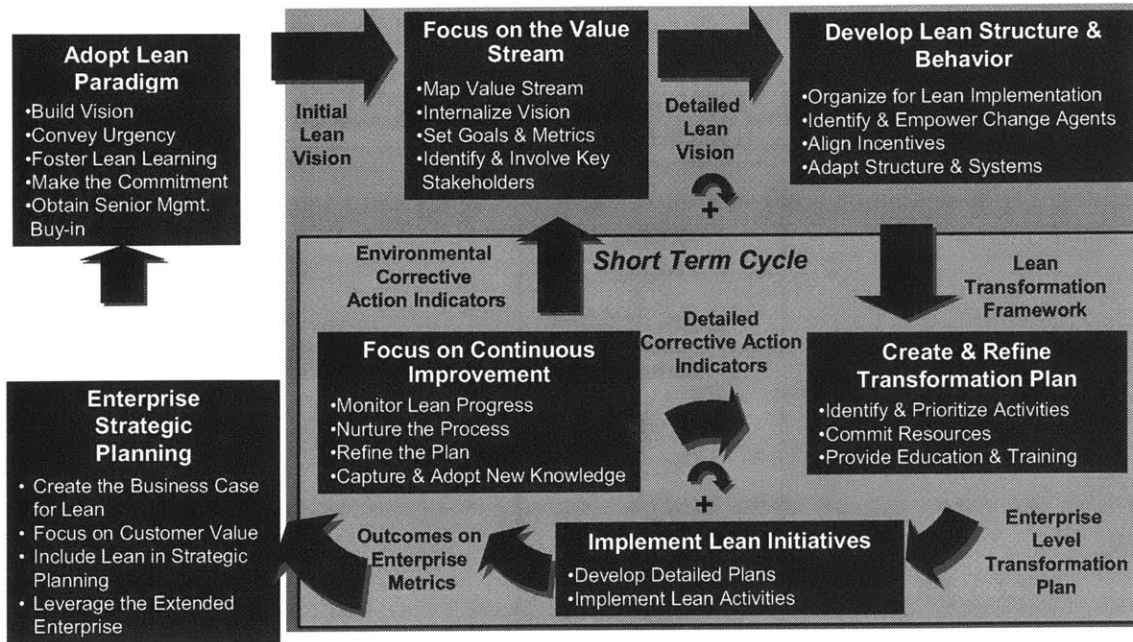 Adopt Lean
Paradigm
•Build Vision
•Convey Urgency
•Foster Lean Learning
•Make the Commitment
•Obtain Senior Mgmt.
Buy-in
Initial
Lean
Vision
Focus on the Value
Stream
•Map Value Stream
•Internalize Vision
•Set Goals & Metrics
•Identify & Involve Key
Stakeholders
Detailed
Lean
Vision
+
Develop Lean Structure &
Behavior
•Organize for Lean Implementation
•Identify & Empower Change Agents
•Align Incentives
•Adapt Structure & Systems
Environmental
Corrective
Action Indicators
Short Term Cycle
Lean
Transformation
Framework
Detailed
Corrective Action
Indicators
+
Focus on Continuous
Improvement
•Monitor Lean Progress
•Nurture the Process
•Refine the Plan
•Capture & Adopt New Knowledge
Create & Refine
Transformation Plan
•Identify & Prioritize Activities
•Commit Resources
•Provide Education & Training
Enterprise
Strategic
Planning
• Create the Business Case
for Lean
• Focus on Customer Value
• Include Lean in Strategic
Planning
• Leverage the Extended
Enterprise
Outcomes on
Enterprise
Metrics
Implement Lean Initiatives
•Develop Detailed Plans
•Implement Lean Activities
Enterprise
Level
Transformation
Plan